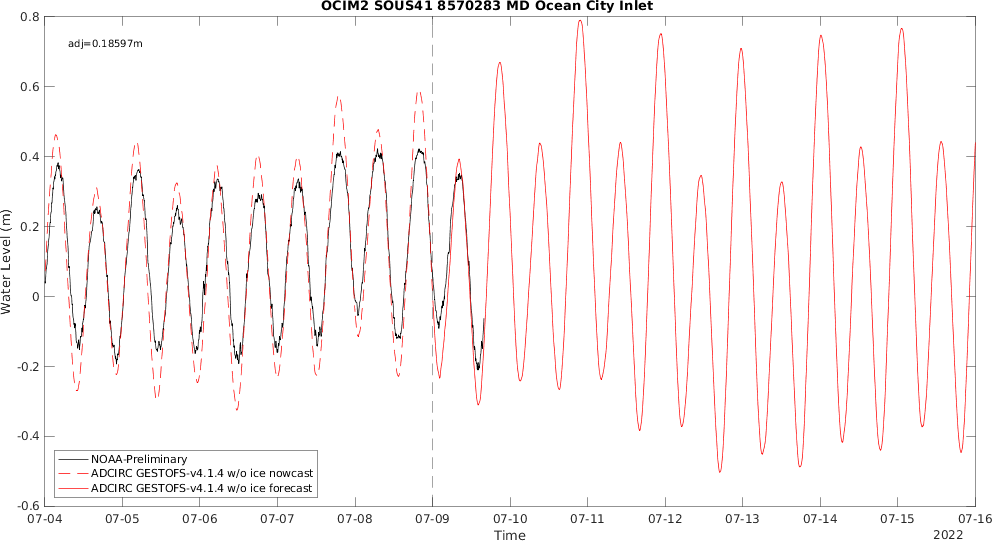 OCIM2 SOUS41 8570283 MD Ocean City Inlet
adj=0.18597m
0.8
0.6
0.4
0.2
0
-0.2
-0.4
-0.6
Water Level (m)
NOAA-Preliminary
ADCIRC GESTOFS-v4.1.4 w/o ice nowcast
ADCIRC GESTOFS-v4.1.4 w/o ice forecast
07-04 07-05 07-06 07-07 07-08 07-09 07-10 07-11 07-12 07-13 07-14 07-15 07-16
Time
2022